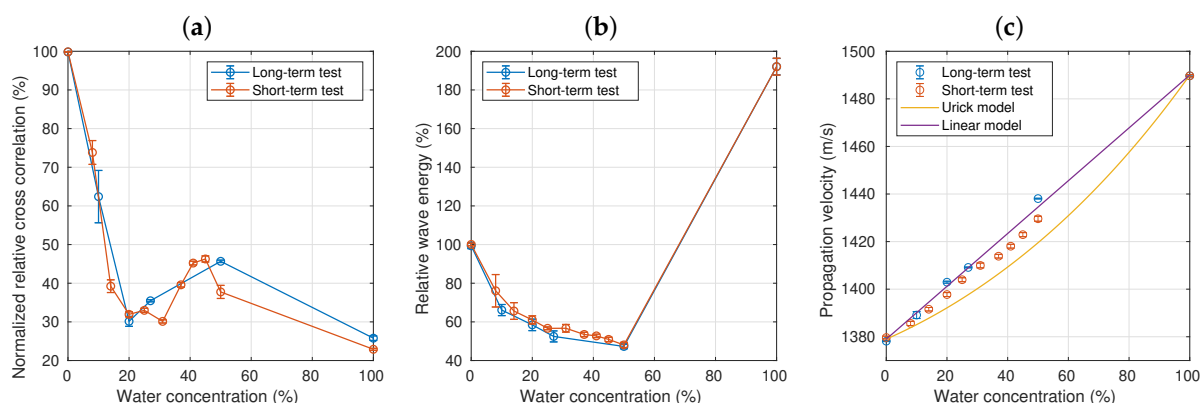 (a)
Normalized relative cross correlation (%)
100
90
80
70
60
50
40
30
20
0
20
40
60
80
100
Water concentration (%)
Long-term test
Short-term test
(b)
Relative wave energy (%)
200
180
160
140
120
100
80
60
40
0
20
40
60
80
100
Water concentration (%)
Long-term test
Short-term test
(c)
Propagation velocity (m/s)
1500
1480
1460
1440
1420
1400
1380
0
20
40
60
80
100
Water concentration (%)
Long-term test
Short-term test
Urick model
Linear model